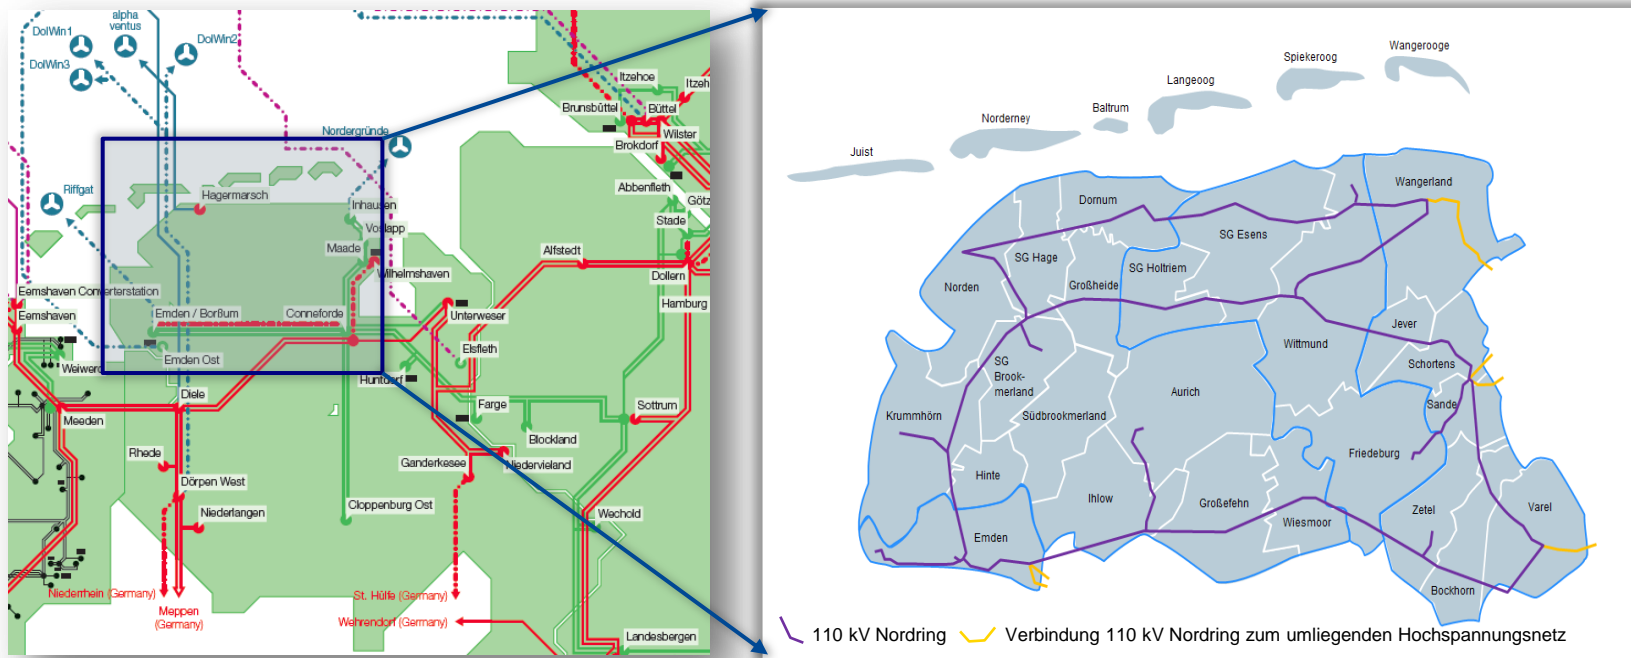 alpha
ventus
DolWin1
DolWin2
DolWin3
Nordergründe
Riffgat
Hagermarsch
Inhausen
Voslapp
Maade
Wilhelmshaven
Eemshaven Converterstation
Eemshaven
Emden / Borßum
Conneforde
Emden Ost
Weiwerd
Diele
Meeden
Rhede
Dörpen West
Niederlangen
Niederrhein (Germany)
Meppen
(Germany)
Itzehoe
Itzeh
Brunsbüttel
Büttel
Wilster
Brokdorf
Abbenfleth
Götz
Stade
Alfstedt
Dollern
Hamburg
Unterweser
Elsfleth
Huntdorf
Farge
Sottrum
Blockland
Ganderkesee
Niedervieland
Cloppenburg Ost
Wechold
St. Hülfe (Germany)
Wehrendorf (Germany)
Landesbergen
Wangerooge
Spiekeroog
Langeoog
Baltrum
Norderney
Juist
Wangerland
Dornum
SG Esens
SG Hage
SG Holtriem
Norden
Großheide
Jever
Wittmund
Schortens
SG
Brook-
merland
Aurich
Sande
Krummhörn
Südbrookmerland
Friedeburg
Hinte
Ihlow
Großefehn
Wiesmoor
Zetel
Varel
Emden
Bockhorn
110 kV Nordring
Verbindung 110 kV Nordring zum umliegenden Hochspannungsnetz